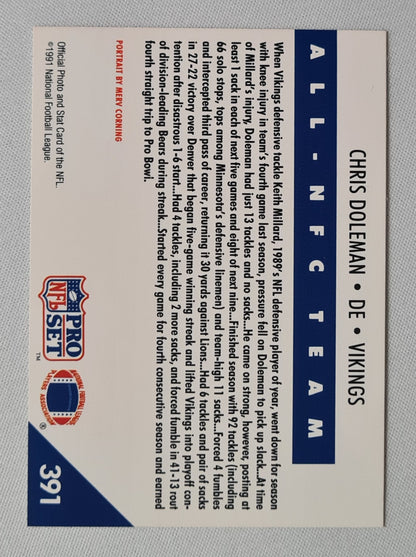 CHRIS DOLEMAN • DE • VIKINGS
ALL-NFC TEAM
When Vikings defensive tackle Keith Millard, 1989's NFL defensive player of year, went down for season
with knee injury in team's fourth game last season, pressure fell on Doleman to pick up slack...At time
of Millard's injury, Doleman had just 13 tackles and no sacks...He came on strong, however, posting at
least 1 sack in each of next five games and eight of next nine...Finished season with 92 tackles (including
66 solo stops, tops among Minnesota's defensive linemen) and team-high 11 sacks...Forced 4 fumbles
and intercepted third pass of career, returning it 30 yards against Lions...Had 6 tackles and pair of sacks
in 27-22 victory over Denver that began five-game winning streak and lifted Vikings into playoff con-
tention after disastrous 1-6 start...Had 4 tackles, including 2 more sacks, and forced fumble in 41-13 rout
of division-leading Bears during streak...Started every game for fourth consecutive season and earned
fourth straight trip to Pro Bowl.
PORTRAIT BY MERV CORNING
Official Photo and Stat Card of the NFL.
©1991 National Football League.
PRO
NFL
SET
™
NATIONAL FOOTBALL LEAGUE
PLAYERS ASSOCIATION
®
391